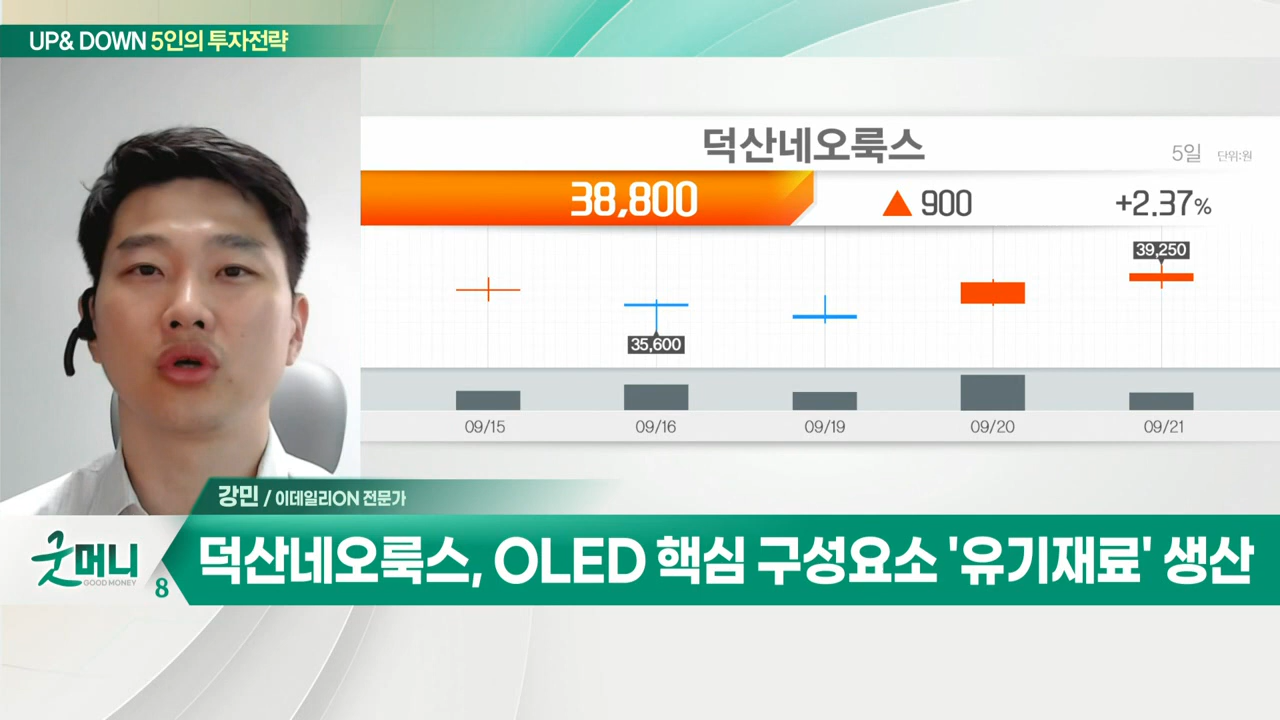 UP& DOWN 5인의 투자전략
덕산네오룩스
5일 단위:원
38,800 ▲ 900 +2.37%
39,250
35,600
09/15 09/16 09/19 09/20 09/21
강민 / 이데일리ON 전문가
굿머니
GOOD MONEY
8
덕산네오룩스, OLED 핵심 구성요소 '유기재료' 생산